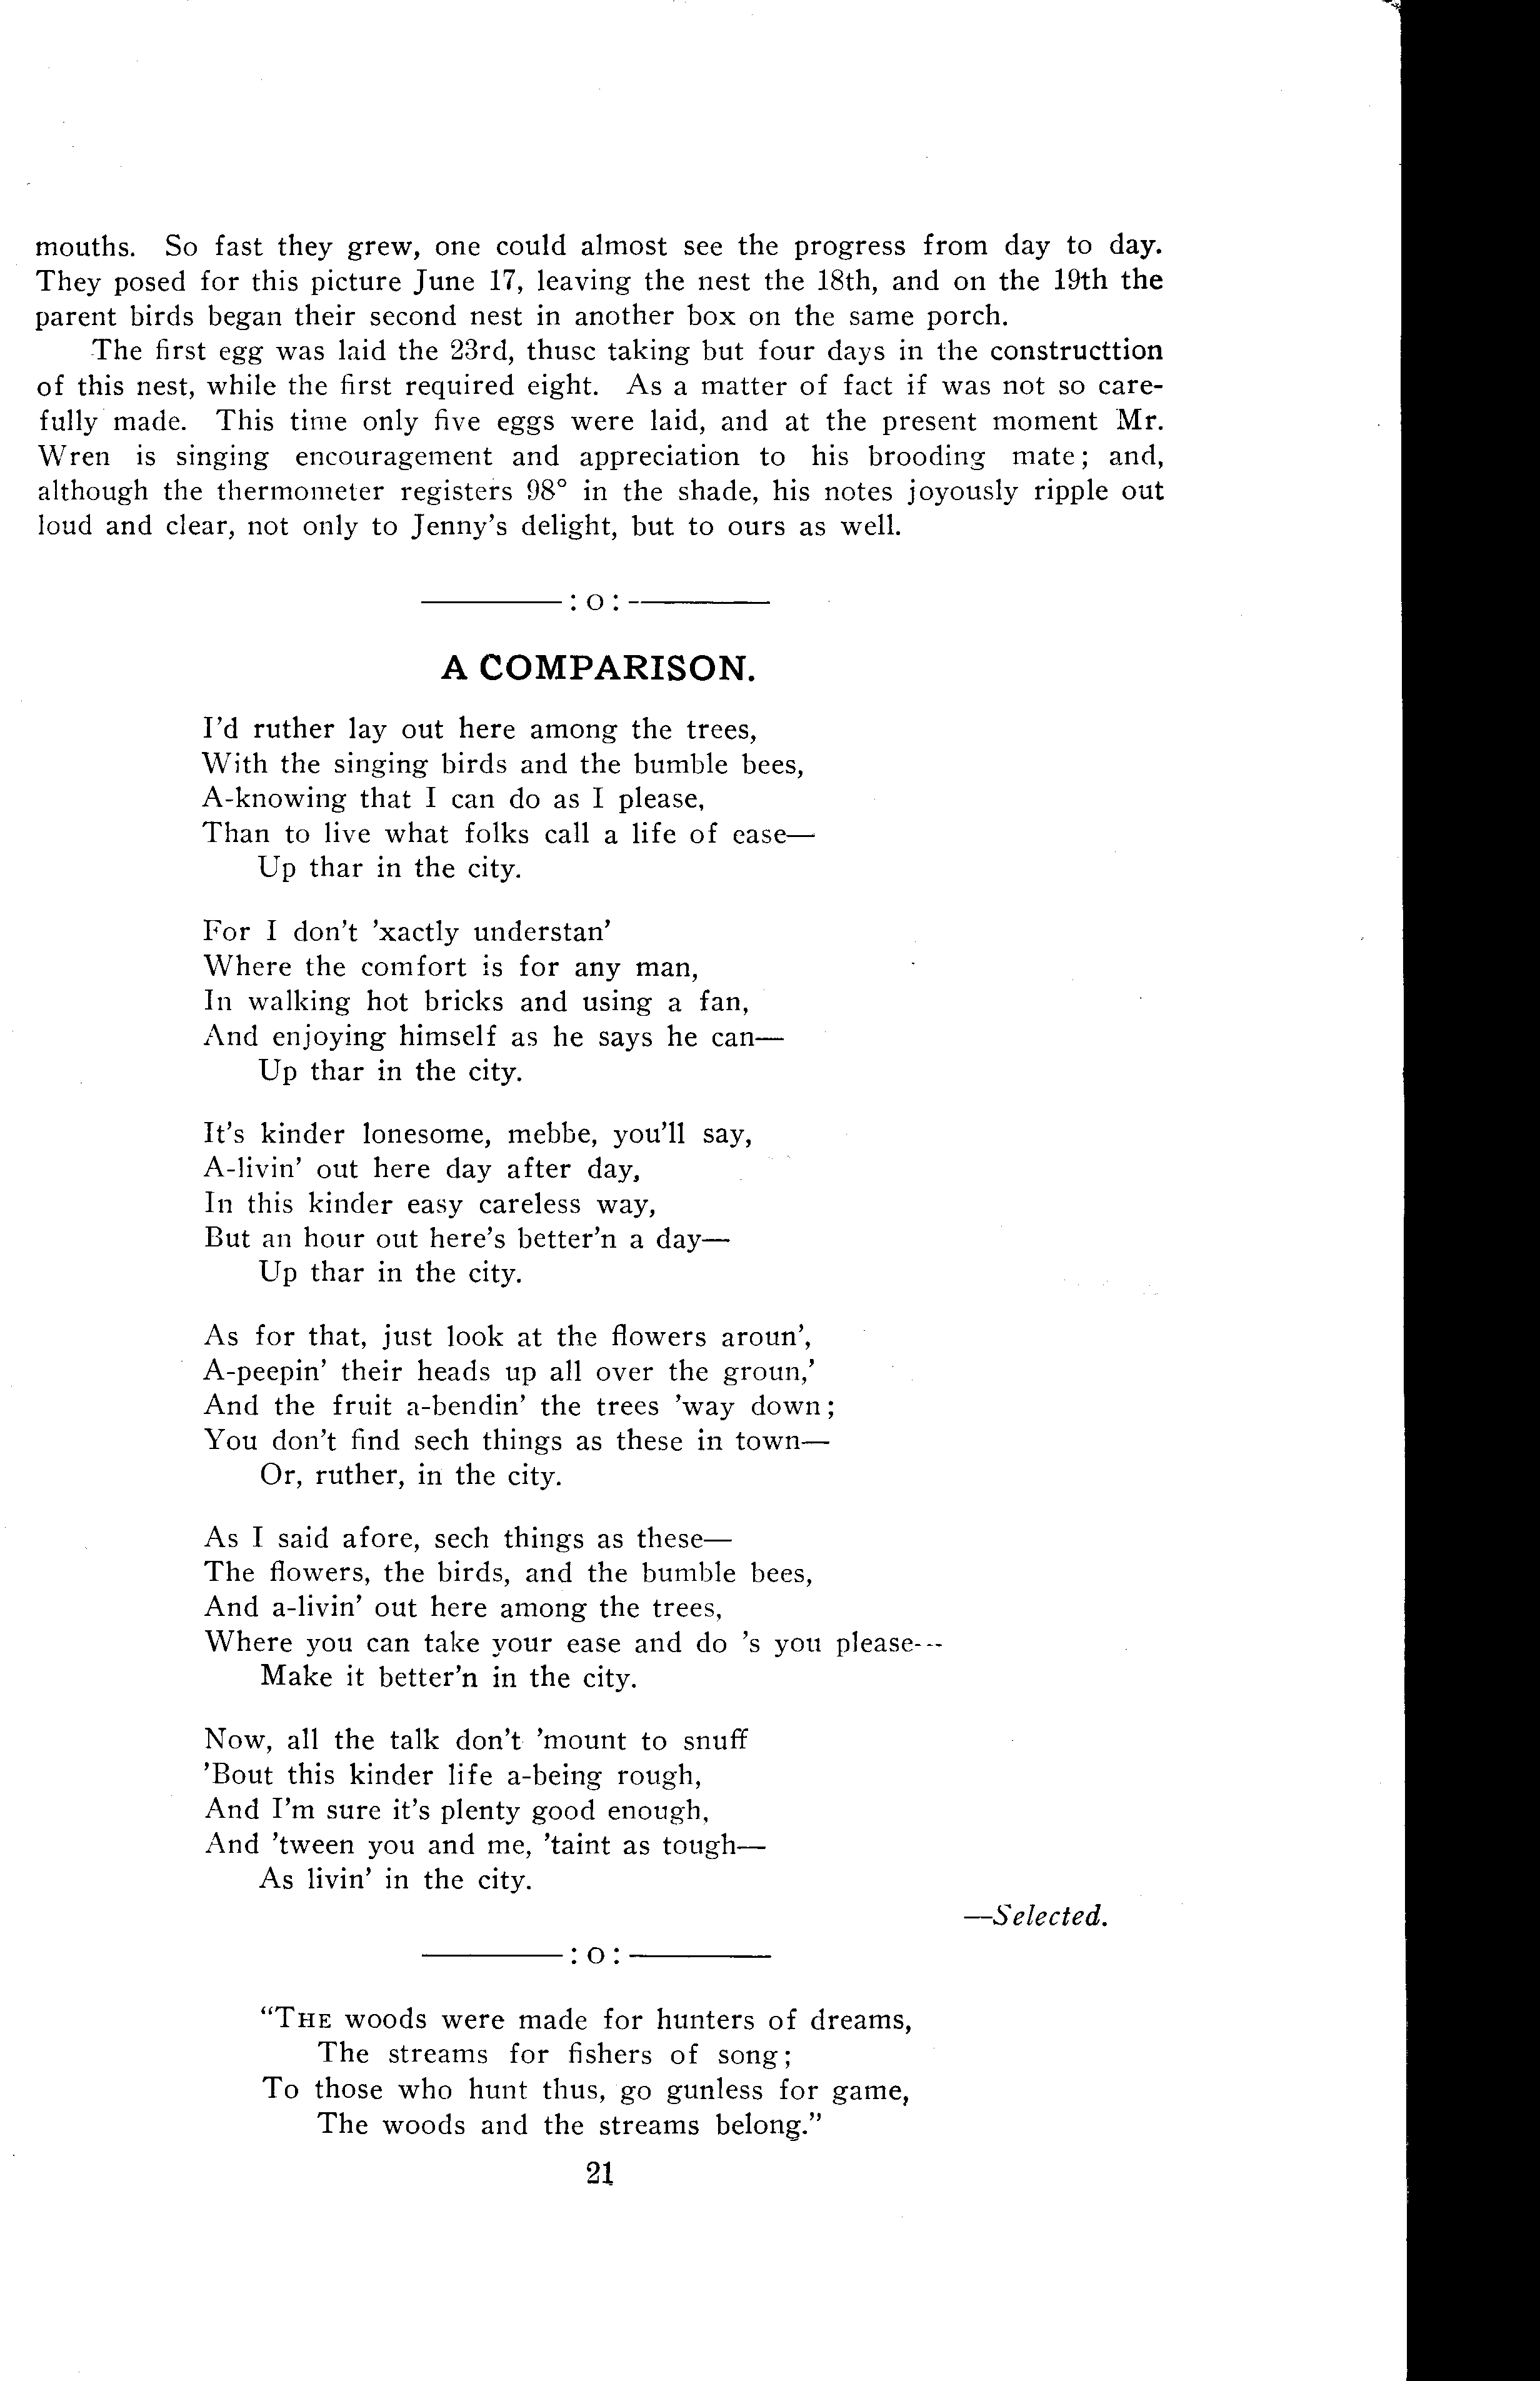 mouths. So fast they grew, one could almost see the progress from day to day.
They posed for this picture June 17, leaving the nest the 18th, and on the 19th the
parent birds began their second nest in another box on the same porch.
The first egg was laid the 23rd, thusc taking but four days in the constructtion
of this nest, while the first required eight. As a matter of fact if was not so care-
fully made. This time only five eggs were laid, and at the present moment Mr.
Wren is singing encouragement and appreciation to his brooding mate; and,
although the thermometer registers 98° in the shade, his notes joyously ripple out
loud and clear, not only to Jenny's delight, but to ours as well.
———:o:———
A COMPARISON.
I'd ruther lay out here among the trees,
With the singing birds and the bumble bees,
A-knowing that I can do as I please,
Than to live what folks call a life of ease—
Up thar in the city.
For I don't 'xactly understan'
Where the comfort is for any man,
In walking hot bricks and using a fan,
And enjoying himself as he says he can—
Up thar in the city.
It's kinder lonesome, mebbe, you'll say,
A-livin' out here day after day,
In this kinder easy careless way,
But an hour out here's better'n a day—
Up thar in the city.
As for that, just look at the flowers aroun',
A-peepin' their heads up all over the groun,'
And the fruit a-bendin' the trees 'way down;
You don't find sech things as these in town—
Or, ruther, in the city.
As I said afore, sech things as these—
The flowers, the birds, and the bumble bees,
And a-livin' out here among the trees,
Where you can take your ease and do 's you please---
Make it better'n in the city.
Now, all the talk don't 'mount to snuff
'Bout this kinder life a-being rough,
And I'm sure it's plenty good enough,
And 'tween you and me, 'taint as tough—
As livin' in the city.
—Selected.
———:o:———
“THE woods were made for hunters of dreams,
The streams for fishers of song;
To those who hunt thus, go gunless for game,
The woods and the streams belong.”
21